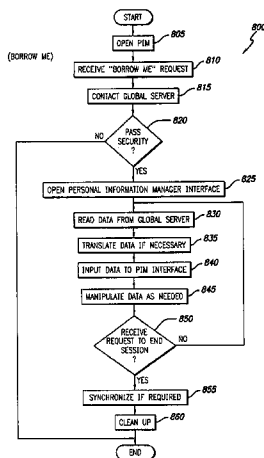 START
800
OPEN PIM
805
(BORROW ME)
RECEIVE "BORROW ME" REQUEST
810
CONTACT GLOBAL SERVER
815
820
NO
PASS
SECURITY
?
YES
OPEN PERSONAL INFORMATION MANAGER INTERFACE
825
READ DATA FROM GLOBAL SERVER
830
TRANSLATE DATA IF NECESSARY
835
INPUT DATA TO PIM INTERFACE
840
MANIPULATE DATA AS NEEDED
845
850
RECEIVE
REQUEST TO END
SESSION
?
NO
YES
SYNCHRONIZE IF REQUIRED
855
CLEAN UP
860
END